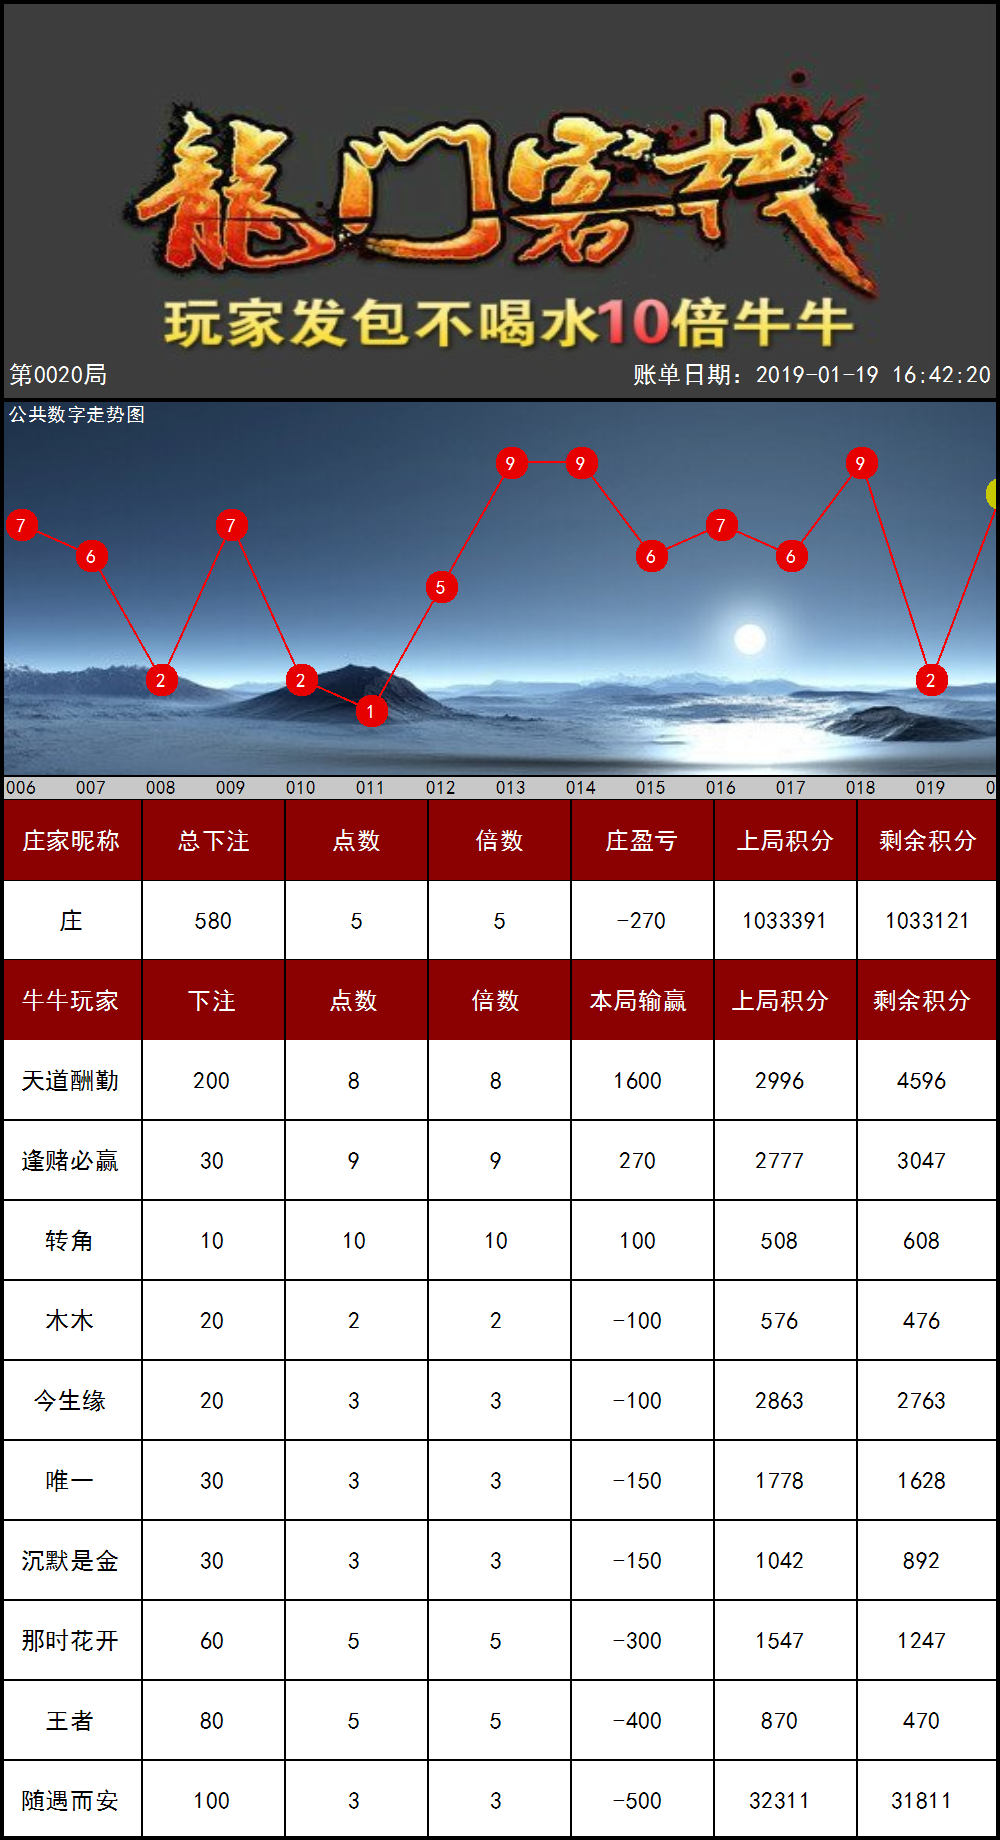 龍门客栈
玩家发包不喝水10倍牛牛
第0020局 账单日期：2019-01-19 16:42:20
公共数字走势图
7 6 2 7 2 1 5 9 9 6 7 6 9 2
006 007 008 009 010 011 012 013 014 015 016 017 018 019 0
庄家昵称 总下注 点数 倍数 庄盈亏 上局积分 剩余积分
庄 580 5 5 -270 1033391 1033121
牛牛玩家 下注 点数 倍数 本局输赢 上局积分 剩余积分
天道酬勤 200 8 8 1600 2996 4596
逢赌必赢 30 9 9 270 2777 3047
转角 10 10 10 100 508 608
木木 20 2 2 -100 576 476
今生缘 20 3 3 -100 2863 2763
唯一 30 3 3 -150 1778 1628
沉默是金 30 3 3 -150 1042 892
那时花开 60 5 5 -300 1547 1247
王者 80 5 5 -400 870 470
随遇而安 100 3 3 -500 32311 31811